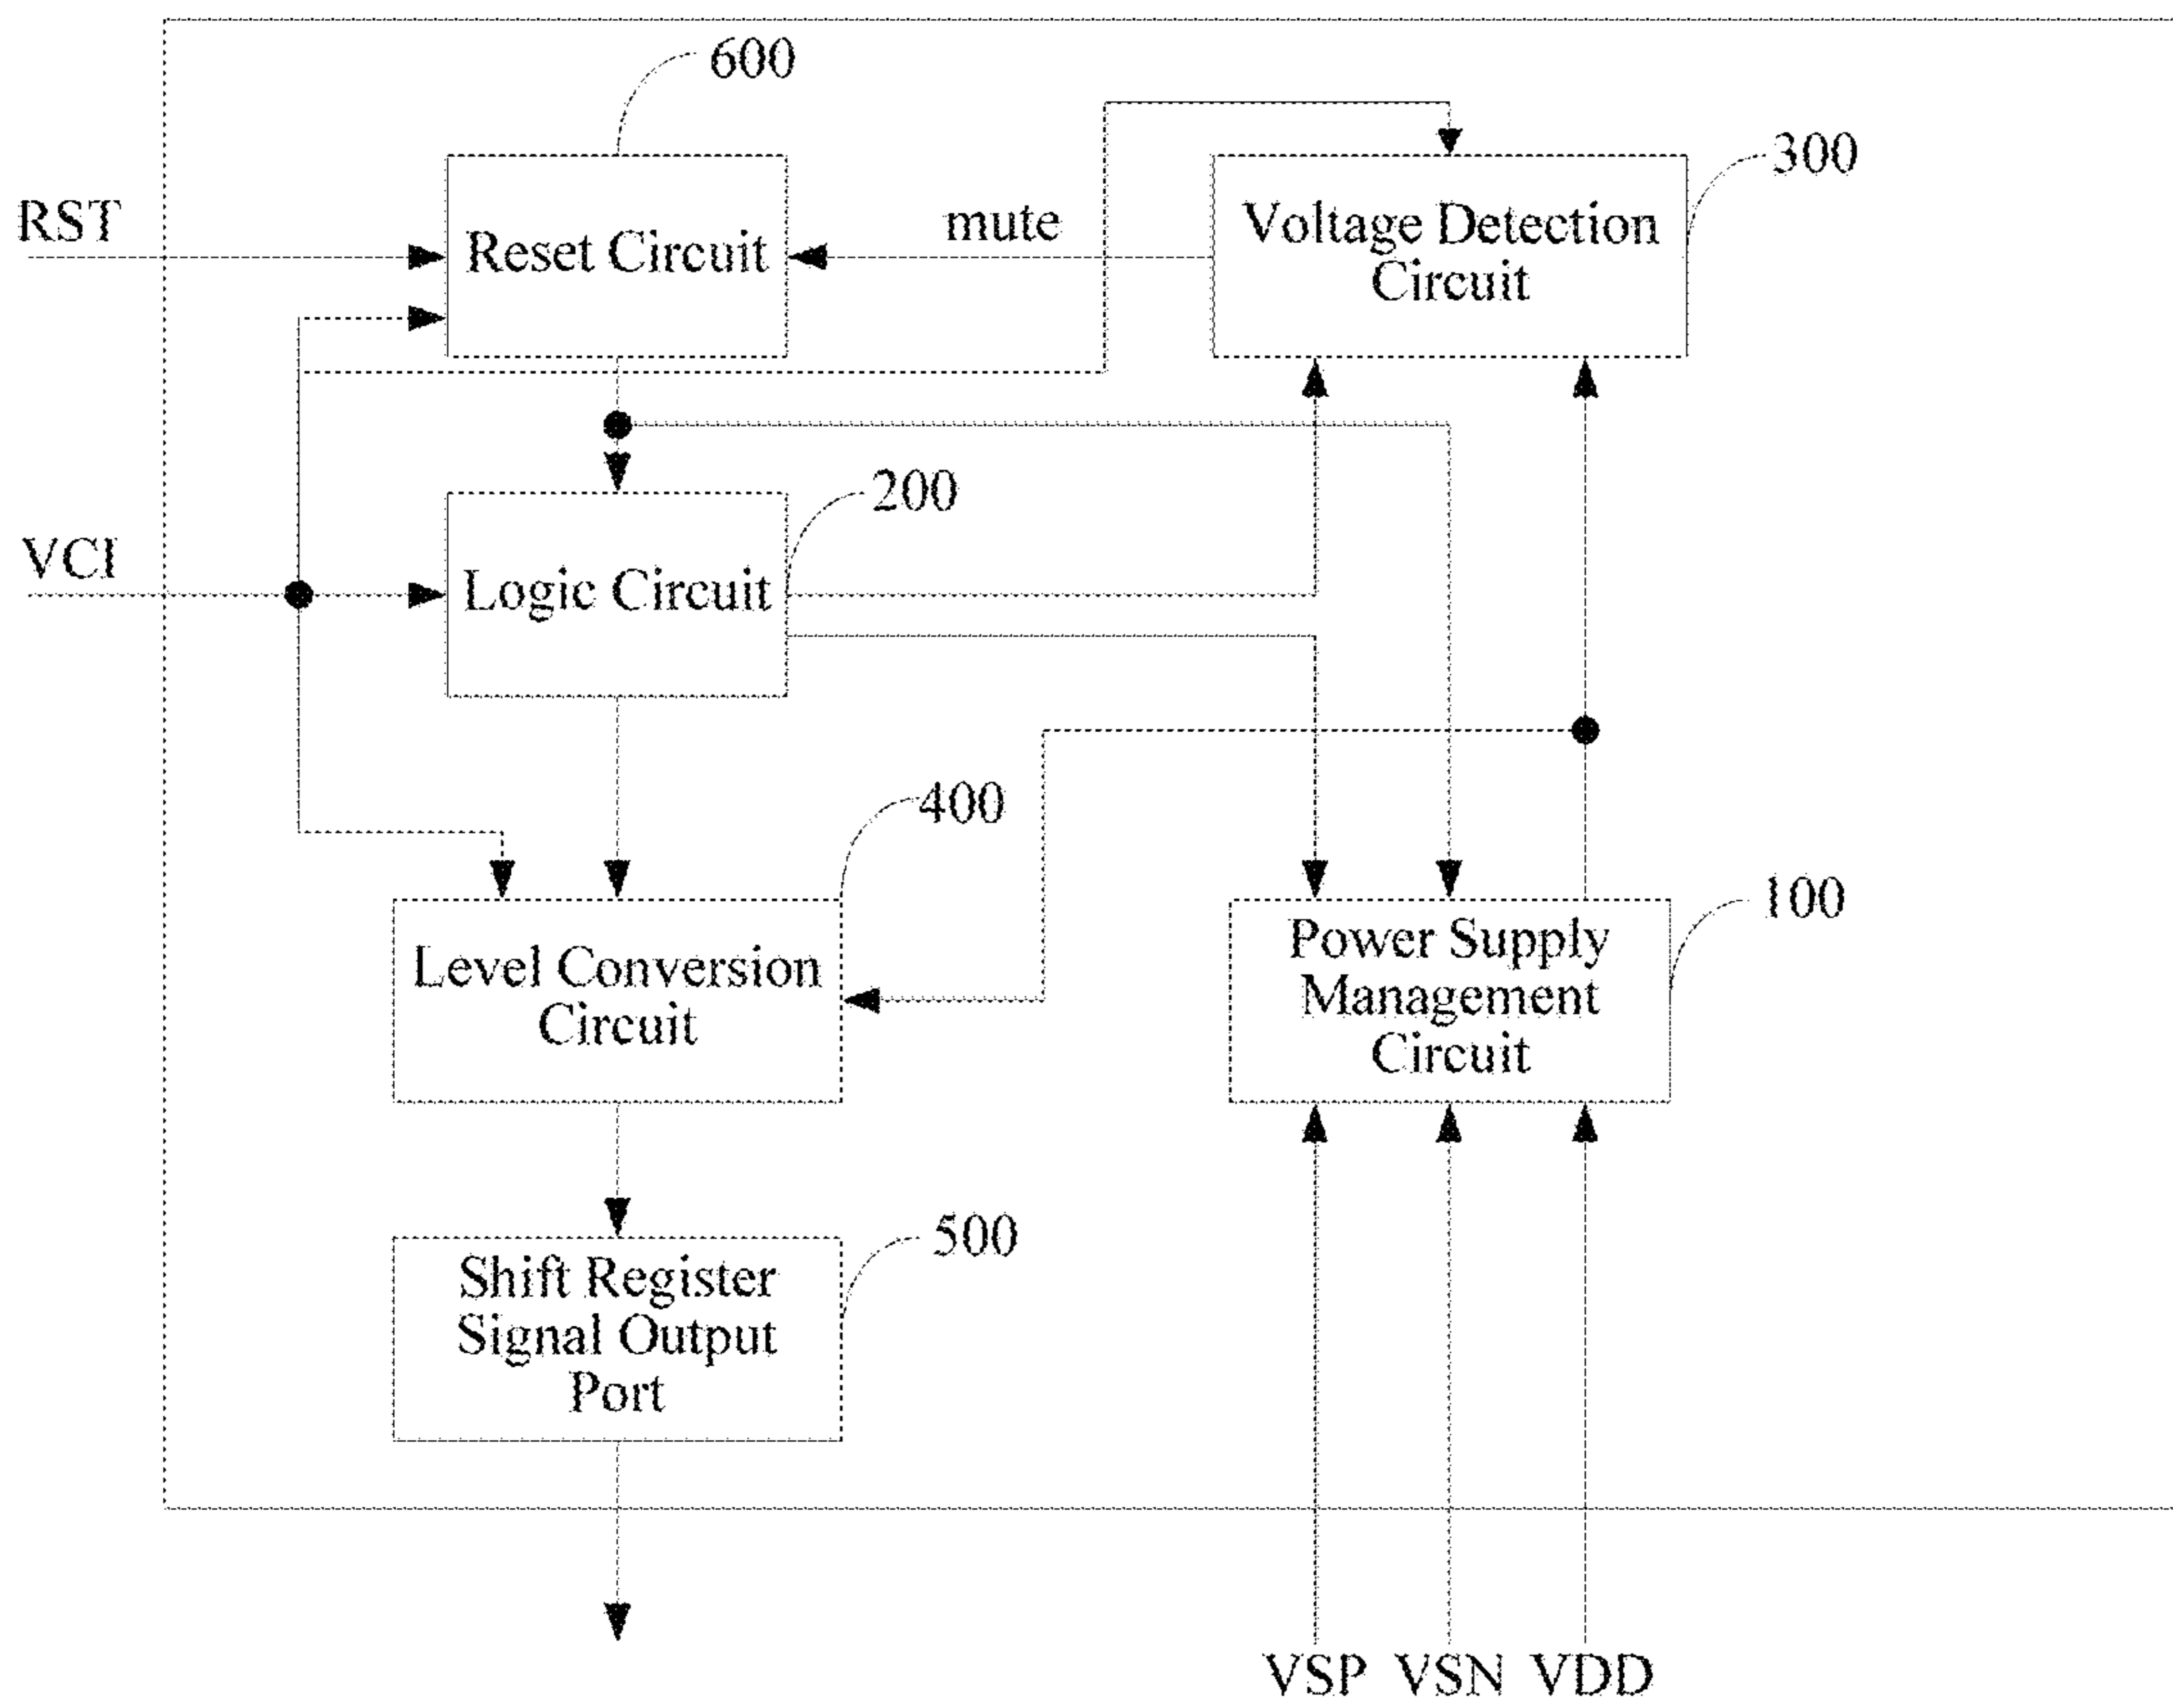 600
300
RST
Reset Circuit
mute
Voltage Detection
Circuit
200
VCI
Logic Circuit
400
100
Level Conversion
Circuit
Power Supply
Management
Circuit
500
Shift Register
Signal Output
Port
VSP VSN VDD